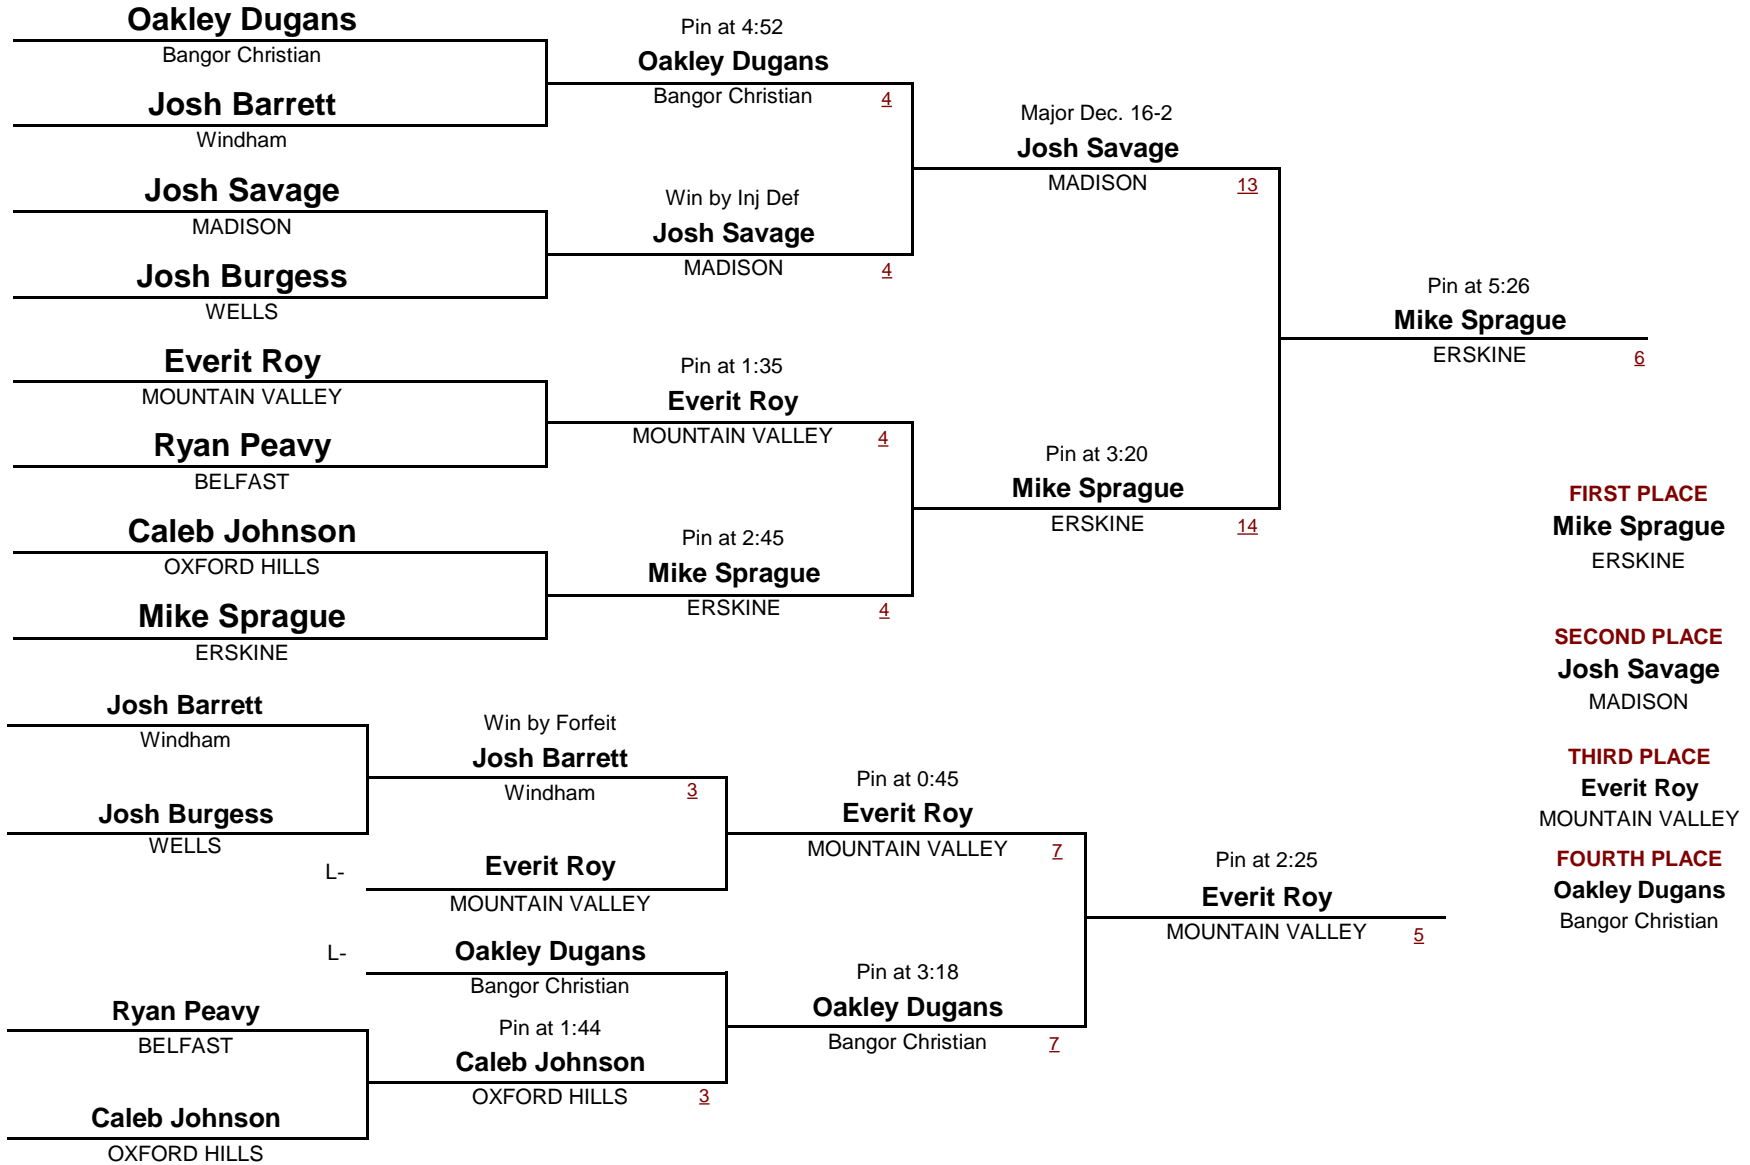 Oakley Dugans
Bangor Christian
Josh Barrett
Windham
Josh Savage
MADISON
Josh Burgess
WELLS
Everit Roy
MOUNTAIN VALLEY
Ryan Peavy
BELFAST
Caleb Johnson
OXFORD HILLS
Mike Sprague
ERSKINE
Pin at 4:52
Oakley Dugans
Bangor Christian 4
Win by Inj Def
Josh Savage
MADISON 4
Pin at 1:35
Everit Roy
MOUNTAIN VALLEY 4
Pin at 2:45
Mike Sprague
ERSKINE 4
Major Dec. 16-2
Josh Savage
MADISON 13
Pin at 3:20
Mike Sprague
ERSKINE 14
Pin at 5:26
Mike Sprague
ERSKINE 6
Josh Barrett
Windham
Josh Burgess
WELLS
Ryan Peavy
BELFAST
Caleb Johnson
OXFORD HILLS
Win by Forfeit
Josh Barrett
Windham 3
L- Everit Roy
MOUNTAIN VALLEY
L- Oakley Dugans
Bangor Christian
Pin at 1:44
Caleb Johnson
OXFORD HILLS 3
Pin at 0:45
Everit Roy
MOUNTAIN VALLEY 7
Pin at 3:18
Oakley Dugans
Bangor Christian 7
Pin at 2:25
Everit Roy
MOUNTAIN VALLEY 5
FIRST PLACE
Mike Sprague
ERSKINE
SECOND PLACE
Josh Savage
MADISON
THIRD PLACE
Everit Roy
MOUNTAIN VALLEY
FOURTH PLACE
Oakley Dugans
Bangor Christian